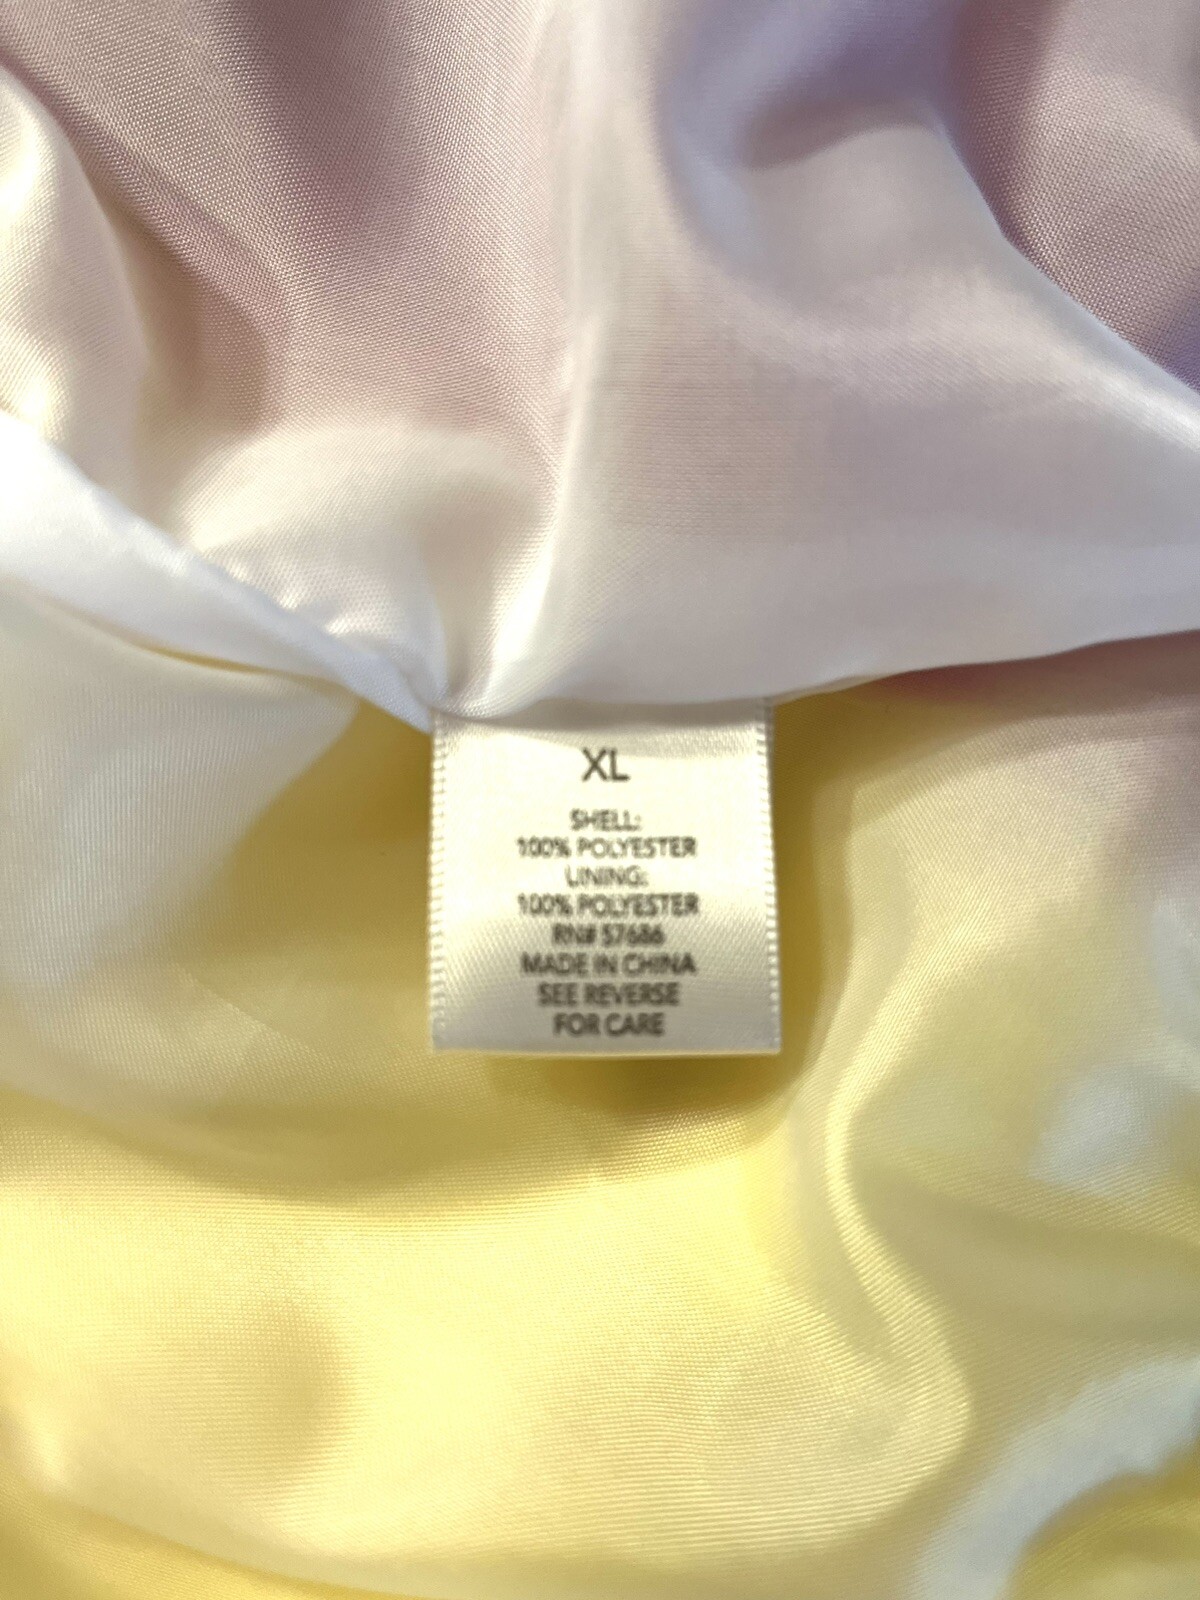 XL
SHELL:
100% POLYESTER
LINING:
100% POLYESTER
RN# 57686
MADE IN CHINA
SEE REVERSE
FOR CARE